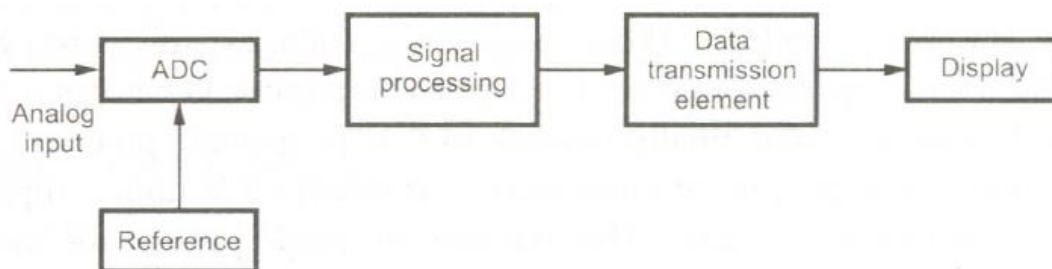 Analog
input
ADC
Reference
Signal
processing
Data
transmission
element
Display